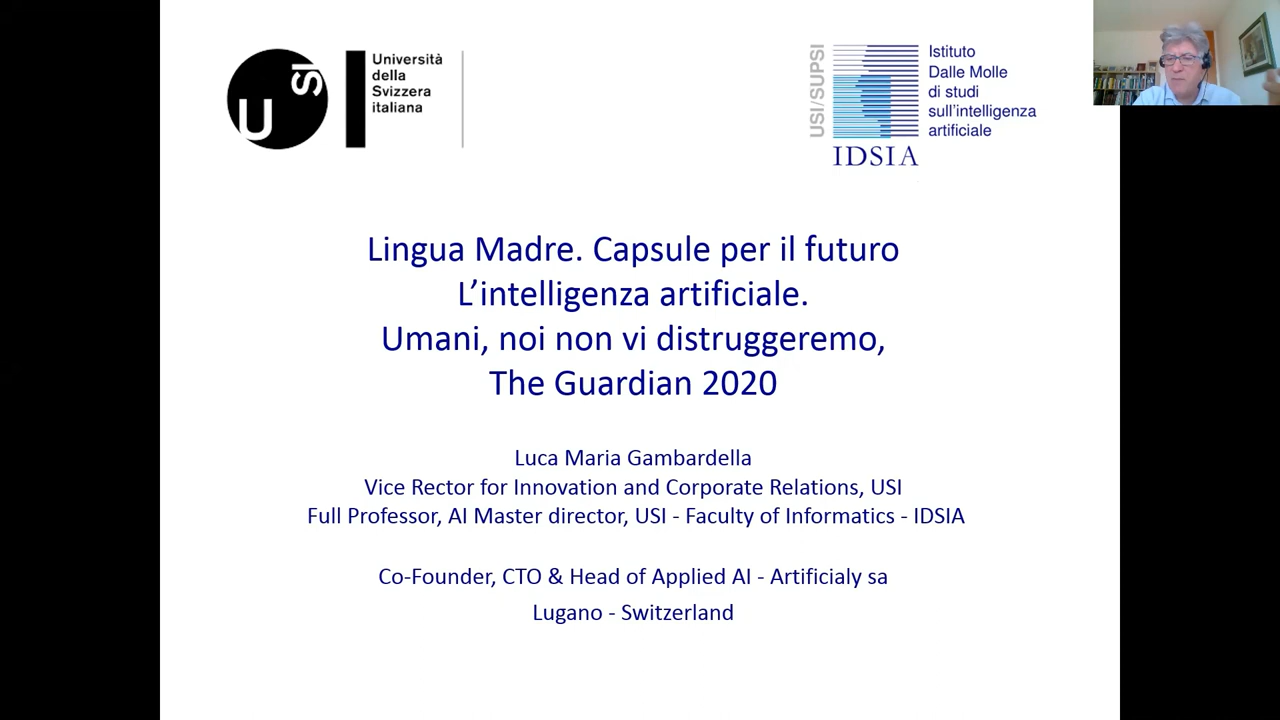 USI
Università
della
Svizzera
italiana
USI/SUPSI
Istituto
Dalle Molle
di studi
sull'intelligenza
artificiale
IDSIA
Lingua Madre. Capsule per il futuro
L’intelligenza artificiale.
Umani, noi non vi distruggeremo,
The Guardian 2020
Luca Maria Gambardella
Vice Rector for Innovation and Corporate Relations, USI
Full Professor, AI Master director, USI - Faculty of Informatics - IDSIA
Co-Founder, CTO & Head of Applied AI - Artificialy sa
Lugano - Switzerland